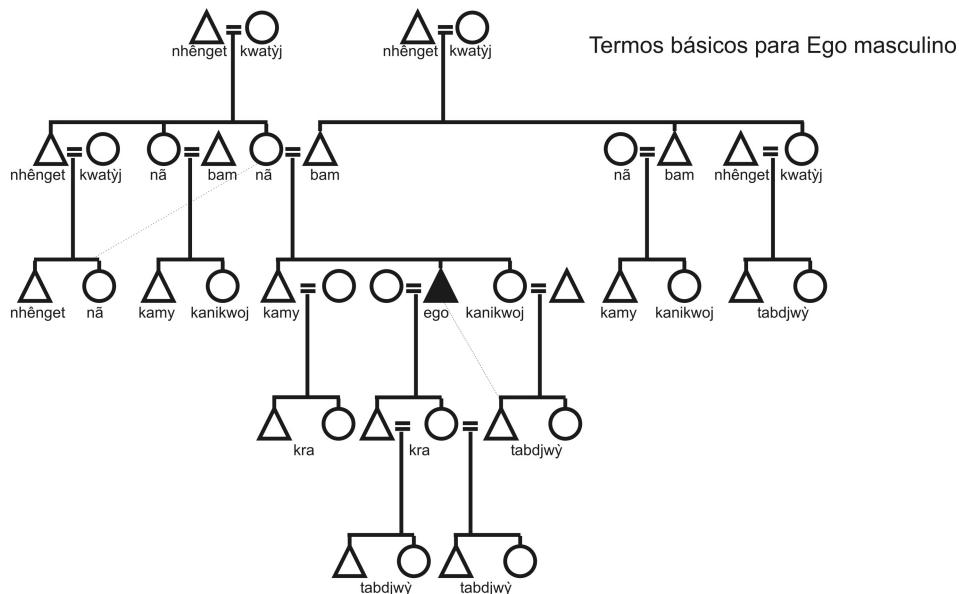 Termos básicos para Ego masculino
nhênget kwatỳj nhênget kwatỳj
nhênget kwatỳj nã bam nã bam nã bam nhênget kwatỳj
nhênget nã kamy kanikwoj kamy ego kanikwoj kamy kanikwoj tabdjwỳ
kra kra tabdjwỳ
tabdjwỳ tabdjwỳ